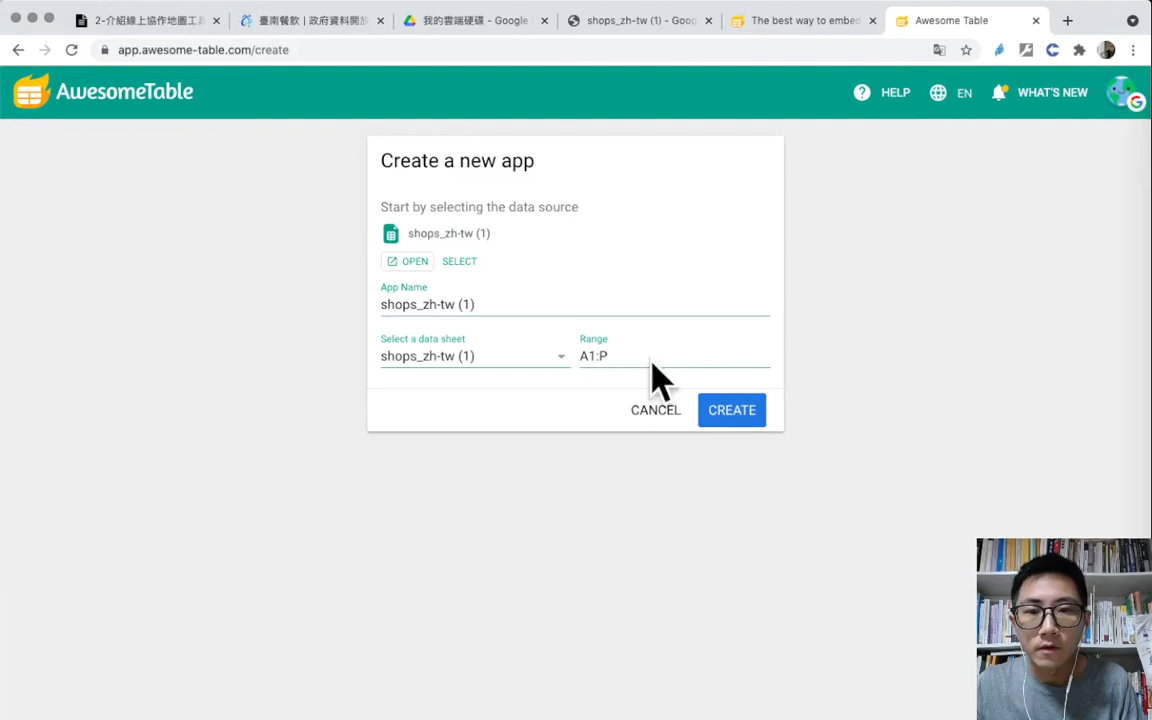 2-介紹線上協作地圖工具
臺南餐飲 | 政府資料開放
我的雲端硬碟 - Google
shops_zh-tw (1) - Goog
The best way to embed
Awesome Table
app.awesome-table.com/create
AwesomeTable
HELP
EN
WHAT'S NEW
Create a new app
Start by selecting the data source
shops_zh-tw (1)
OPEN SELECT
App Name
shops_zh-tw (1)
Select a data sheet
Range
shops_zh-tw (1)
A1:P
CANCEL
CREATE